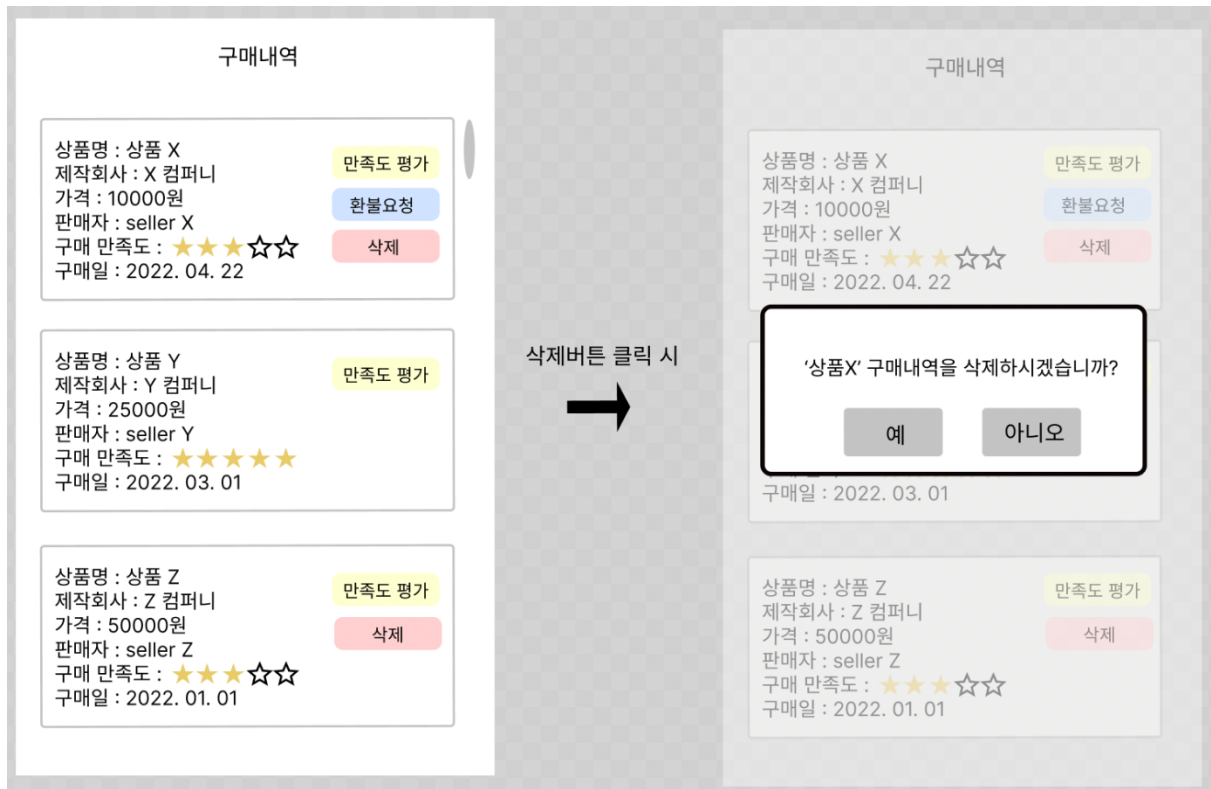 구매내역
상품명 : 상품 X
제작회사 : X 컴퍼니
가격 : 10000원
판매자 : seller X
구매 만족도 : ★★★☆☆
구매일 : 2022. 04. 22
만족도 평가
환불요청
삭제
상품명 : 상품 Y
제작회사 : Y 컴퍼니
가격 : 25000원
판매자 : seller Y
구매 만족도 : ★★★★★
구매일 : 2022. 03. 01
만족도 평가
상품명 : 상품 Z
제작회사 : Z 컴퍼니
가격 : 50000원
판매자 : seller Z
구매 만족도 : ★★★☆☆
구매일 : 2022. 01. 01
만족도 평가
삭제
삭제버튼 클릭 시
구매내역
상품명 : 상품 X
제작회사 : X 컴퍼니
가격 : 10000원
판매자 : seller X
구매 만족도 : ★★★☆☆
구매일 : 2022. 04. 22
만족도 평가
환불요청
삭제
‘상품X’ 구매내역을 삭제하시겠습니까?
예
아니오
구매일 : 2022. 03. 01
상품명 : 상품 Z
제작회사 : Z 컴퍼니
가격 : 50000원
판매자 : seller Z
구매 만족도 : ★★★☆☆
구매일 : 2022. 01. 01
만족도 평가
삭제